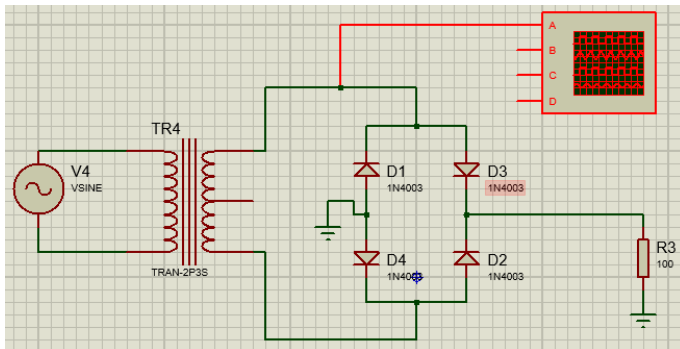 A
B
C
D
TR4
V4
VSINE
TRAN-2P3S
D1
1N4003
D3
1N4003
D4
1N4003
D2
1N4003
R3
100